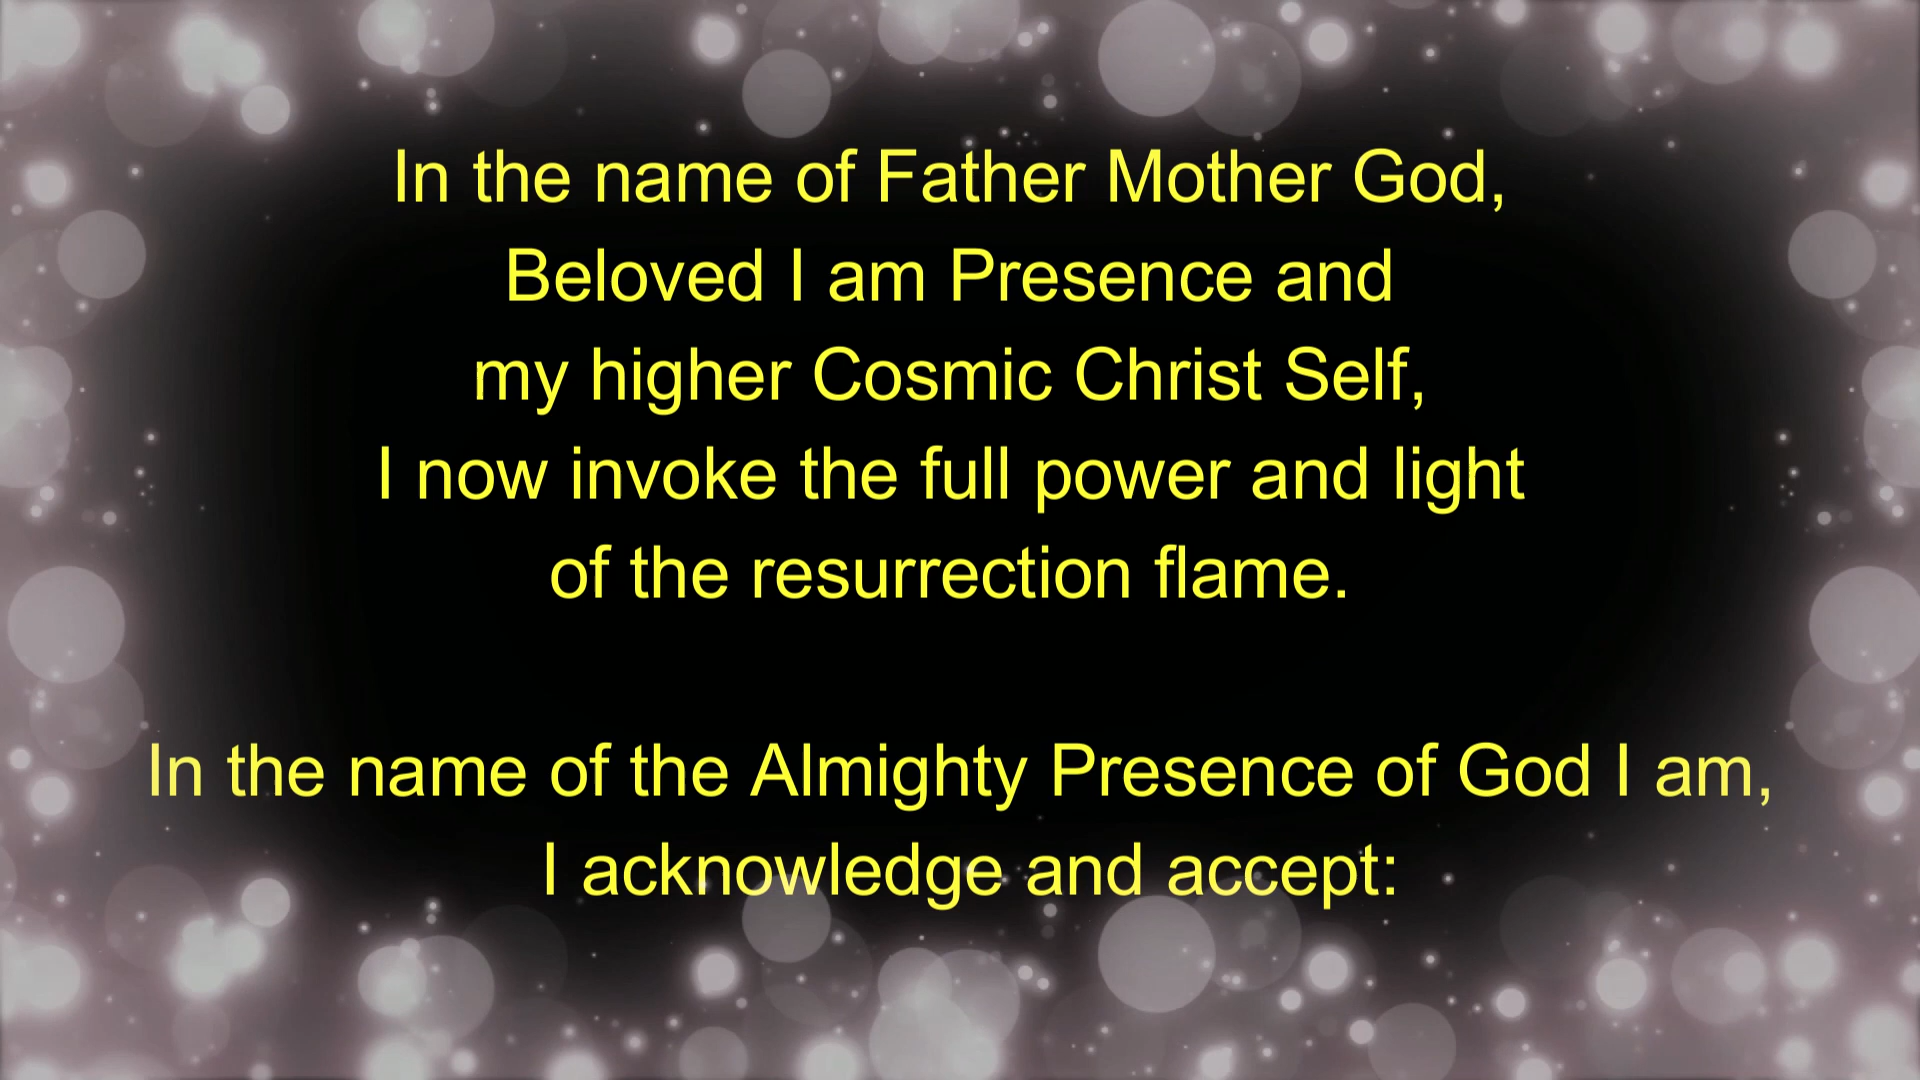 In the name of Father Mother God,
Beloved I am Presence and
my higher Cosmic Christ Self,
I now invoke the full power and light
of the resurrection flame.
In the name of the Almighty Presence of God I am,
I acknowledge and accept: